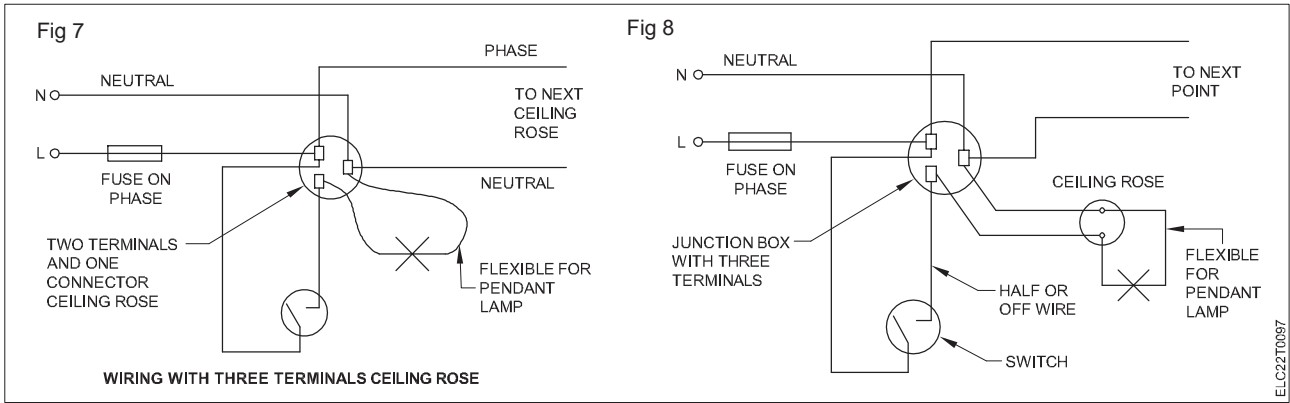 Fig 7
PHASE
NEUTRAL
N
TO NEXT
CEILING
ROSE
L
FUSE ON
PHASE
NEUTRAL
TWO TERMINALS
AND ONE
CONNECTOR
CEILING ROSE
FLEXIBLE FOR
PENDANT
LAMP
WIRING WITH THREE TERMINALS CEILING ROSE
Fig 8
NEUTRAL
N
TO NEXT
POINT
L
FUSE ON
PHASE
CEILING ROSE
JUNCTION BOX
WITH THREE
TERMINALS
HALF OR
OFF WIRE
FLEXIBLE
FOR
PENDANT
LAMP
SWITCH
ELC22T0097